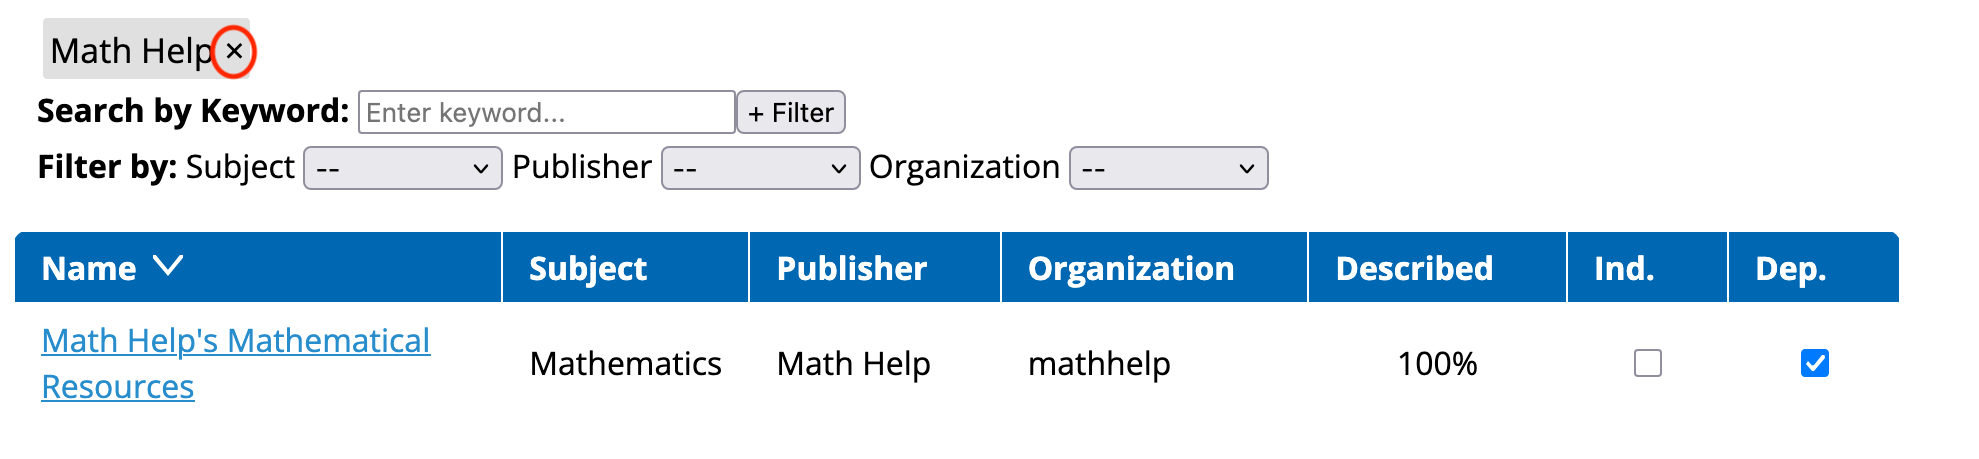 Math Help ×
Search by Keyword: Enter keyword... + Filter
Filter by: Subject -- Publisher -- Organization --
Name Subject Publisher Organization Described Ind. Dep.
Math Help's Mathematical
Resources
Mathematics Math Help mathhelp 100%